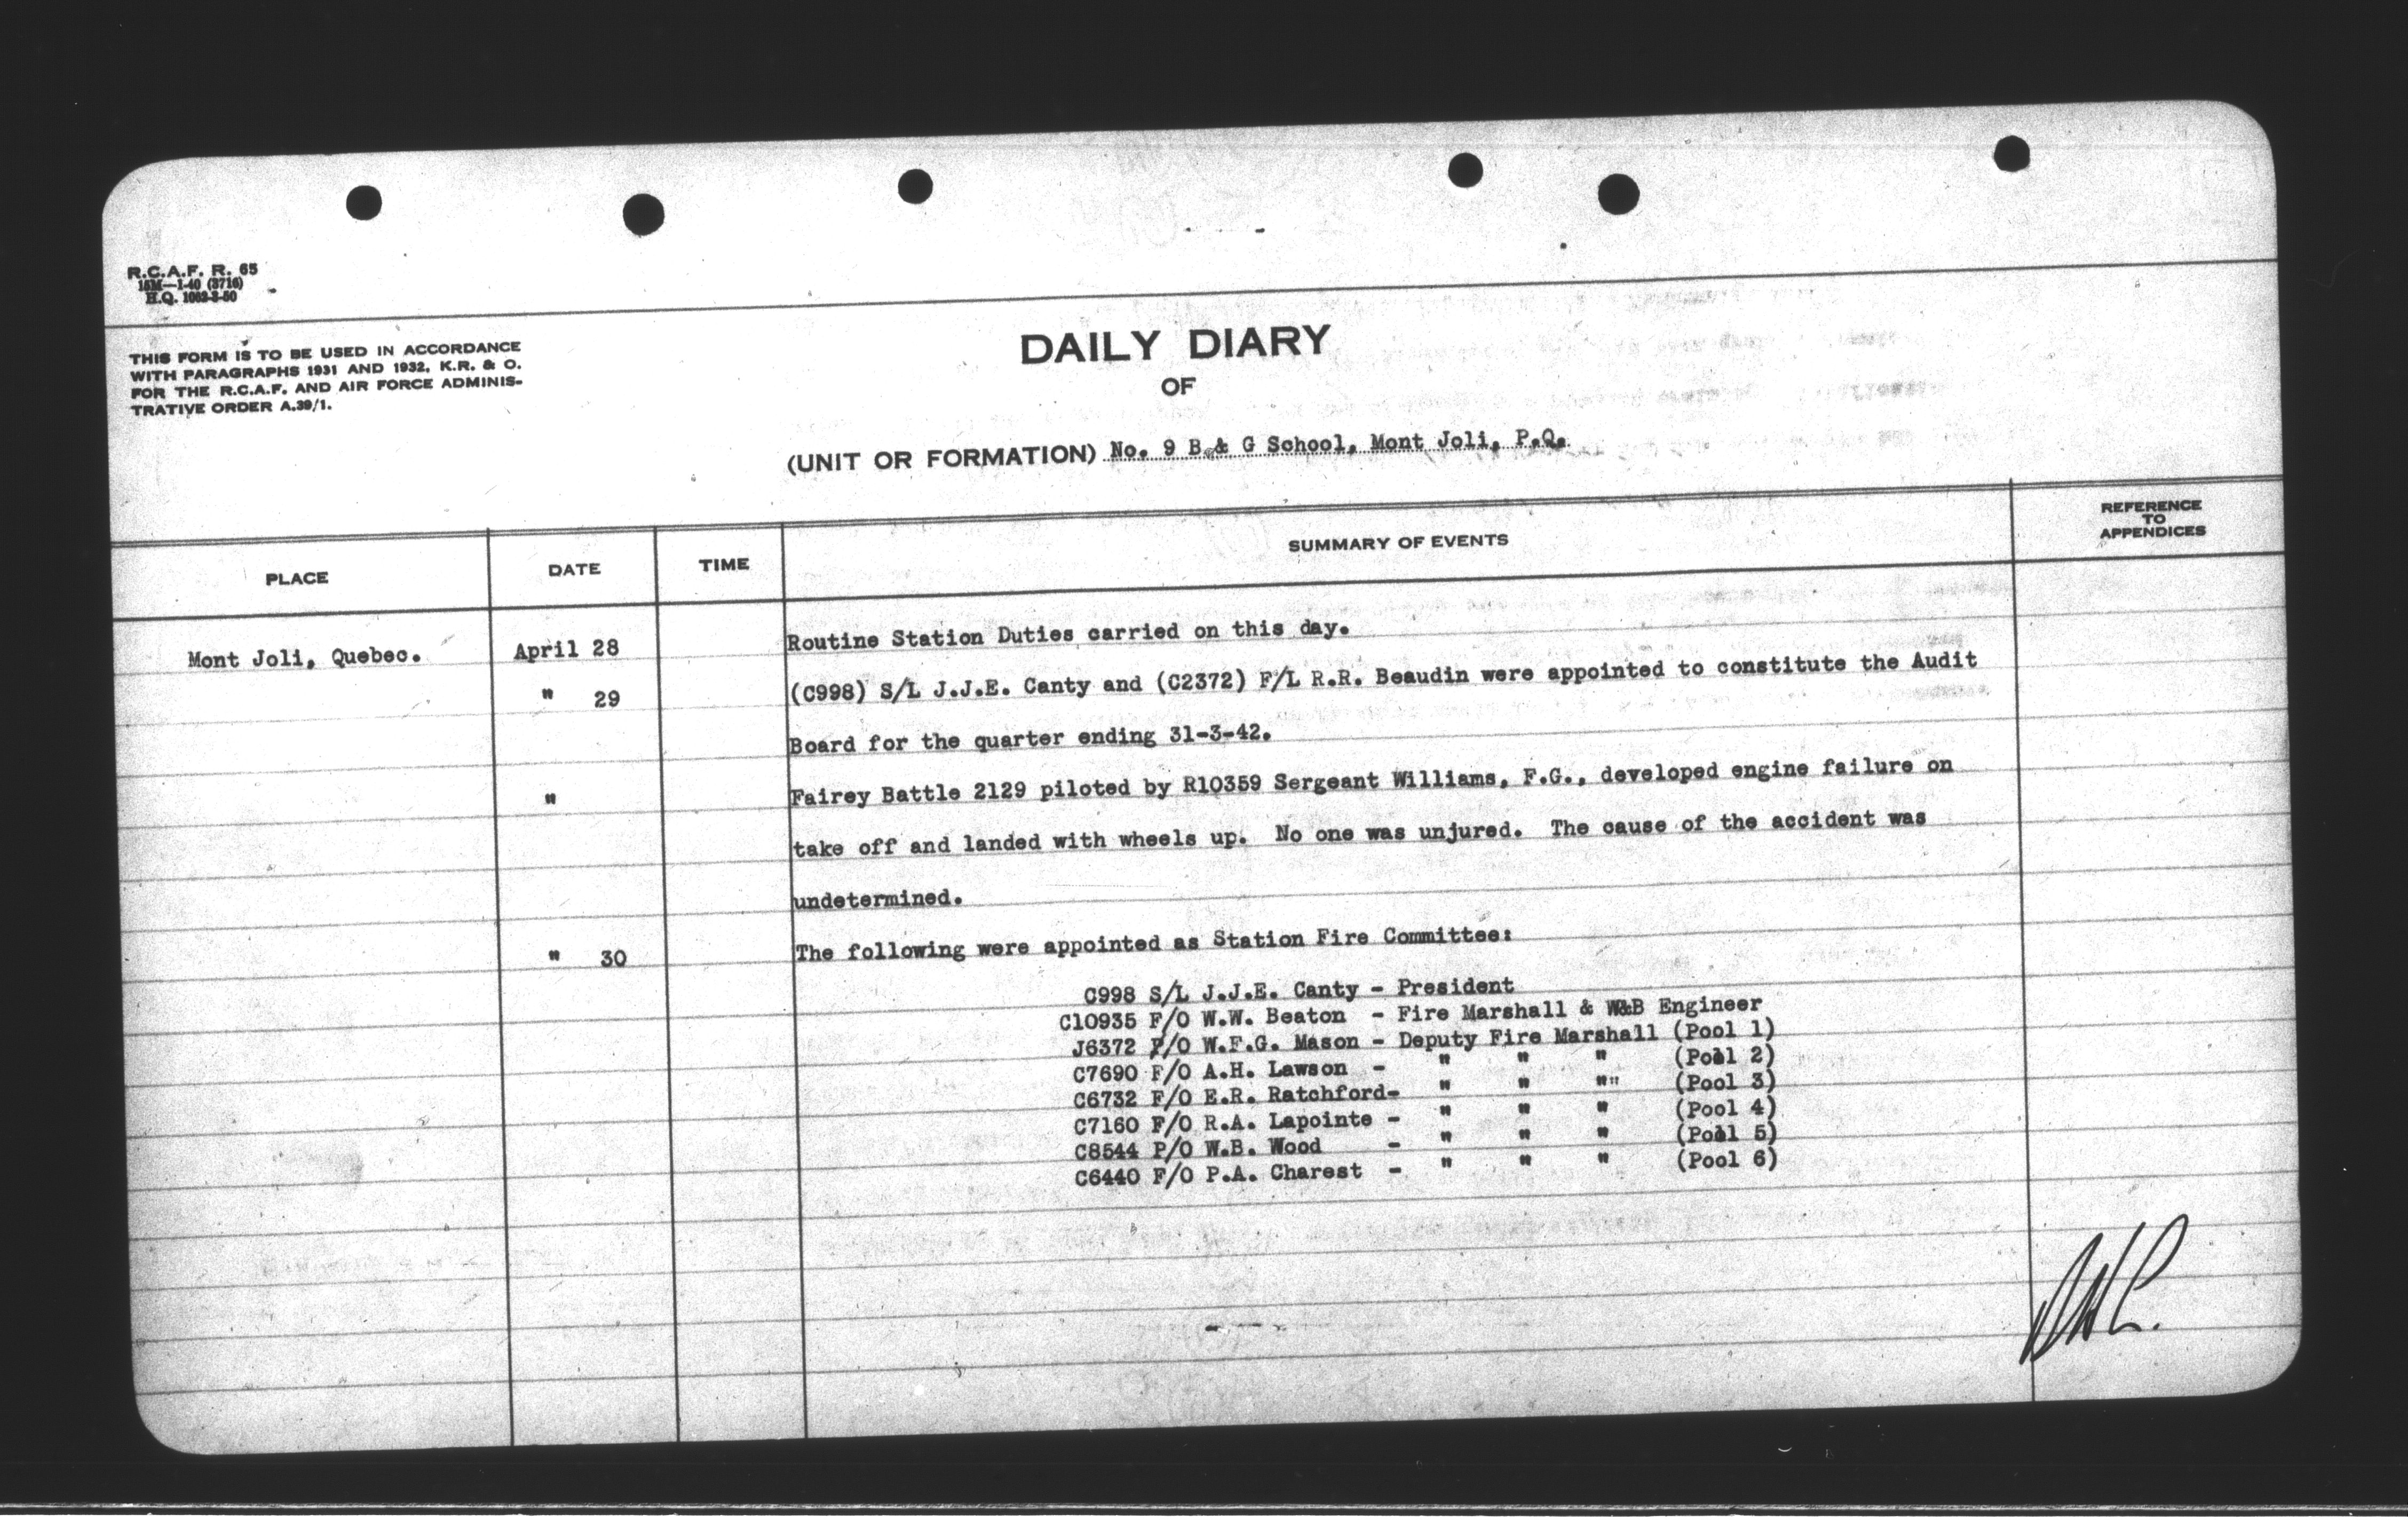 R.C.A.F. R. 65
15M—1-40 (3716)
H.Q. 1062-3-50
THIS FORM IS TO BE USED IN ACCORDANCE
WITH PARAGRAPHS 1931 AND 1932, K.R. & O.
FOR THE R.C.A.F. AND AIR FORCE ADMINIS-
TRATIVE ORDER A.39/1.
DAILY DIARY
OF
(UNIT OR FORMATION) No. 9 B.& G School, Mont Joli, P.Q.
PLACE DATE TIME SUMMARY OF EVENTS REFERENCE TO APPENDICES
Mont Joli, Quebec. April 28 Routine Station Duties carried on this day.
" 29 (C998) S/L J.J.E. Canty and (C2372) F/L R.R. Beaudin were appointed to constitute the Audit
Board for the quarter ending 31-3-42.
" Fairey Battle 2129 piloted by R10359 Sergeant Williams, F.G., developed engine failure on
take off and landed with wheels up. No one was unjured. The cause of the accident was
undetermined.
" 30 The following were appointed as Station Fire Committee:
C998 S/L J.J.E. Canty - President
C10935 F/O W.W. Beaton - Fire Marshall & W&B Engineer
J6372 F/O W.F.G. Mason - Deputy Fire Marshall (Pool 1)
C7690 F/O A.H. Lawson - " " " (Pool 2)
C6732 F/O E.R. Ratchford- " " "" (Pool 3)
C7160 F/O R.A. Lapointe - " " " (Pool 4)
C8544 P/O W.B. Wood - " " " (Pool 5)
C6440 F/O P.A. Charest - " " " (Pool 6)